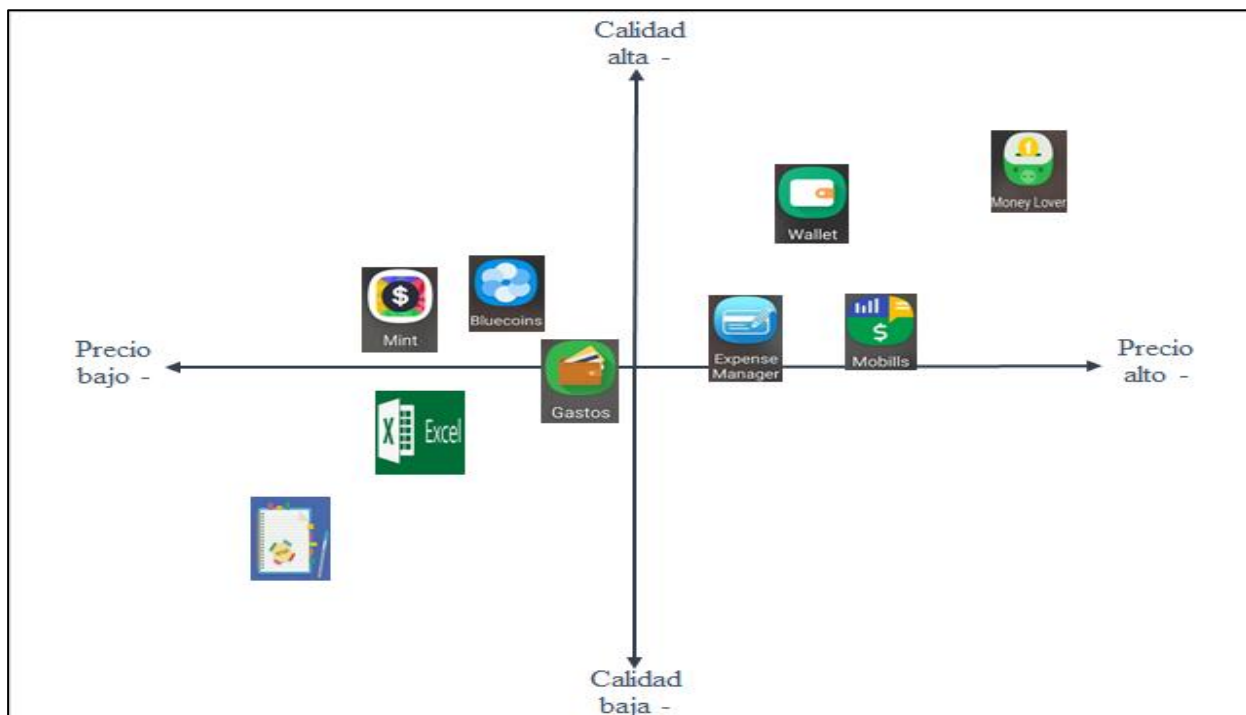 Calidad
alta -
Money Lover
Wallet
Bluecoins
Mint
Expense
Manager
Mobills
Precio
bajo -
Precio
alto -
Gastos
Excel
Calidad
baja -